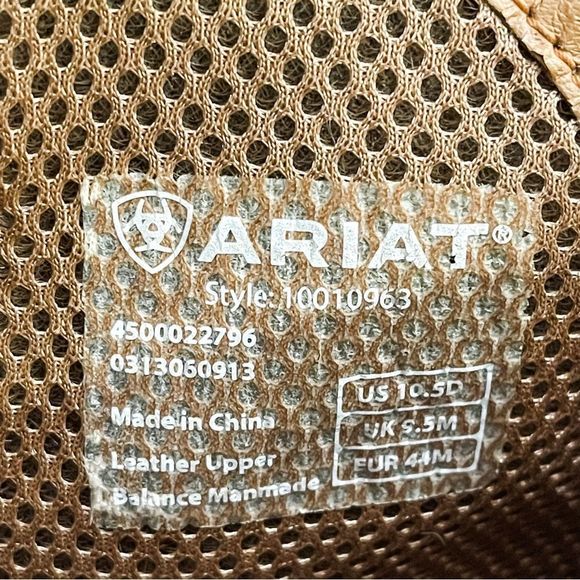 ARIAT®
Style: 10010963
4500022796
0313060913
Made in China
Leather Upper
Balance Manmade
US 10.5D
UK 9.5M
EUR 44M